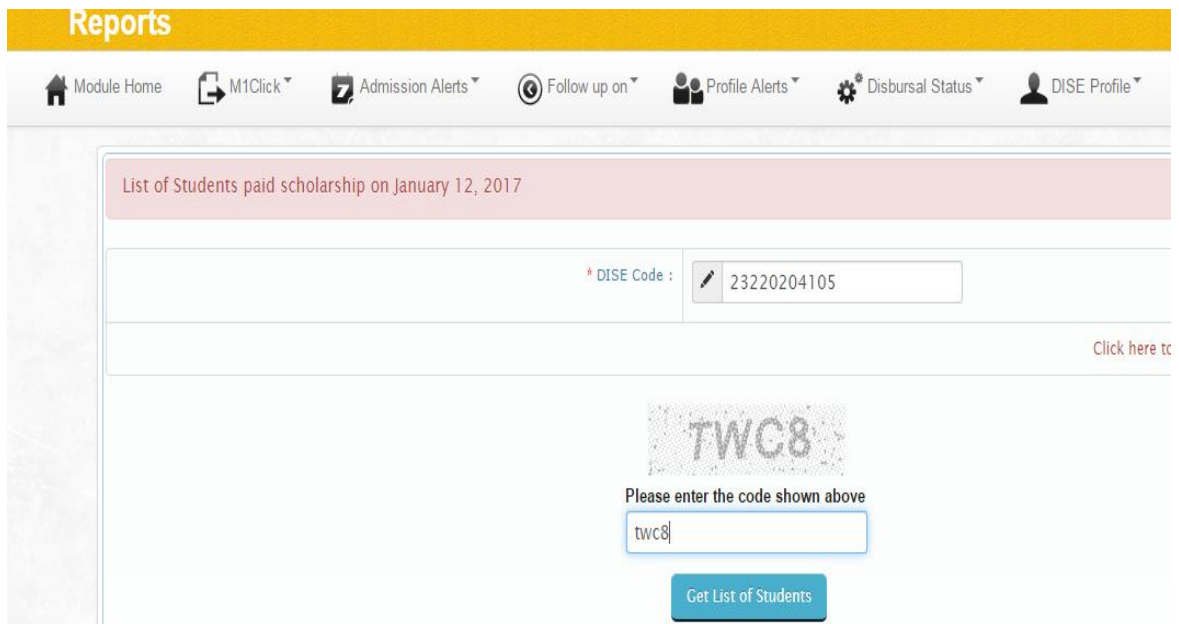 Reports
Module Home M1Click Admission Alerts Follow up on Profile Alerts Disbursal Status DISE Profile
List of Students paid scholarship on January 12, 2017
* DISE Code : 23220204105
Click here to
TWC8
Please enter the code shown above
twc8
Get List of Students